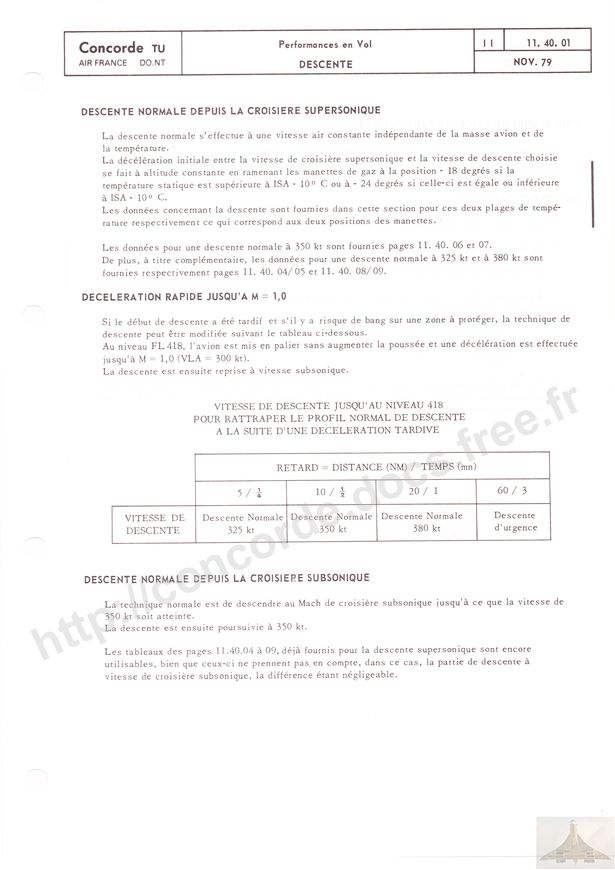 Concorde TU
AIR FRANCE DO.NT
Performances en Vol
DESCENTE
11
11. 40. 01
NOV. 79
DESCENTE NORMALE DEPUIS LA CROISIERE SUPERSONIQUE
La descente normale s'effectue à une vitesse air constante indépendante de la masse avion et de
la température.
La décélération initiale entre la vitesse de croisière supersonique et la vitesse de descente choisie
se fait à altitude constante en ramenant les manettes de gaz à la position - 18 degrés si la
température statique est supérieure à ISA - 10° C ou à - 24 degrés si celle-ci est égale ou inférieure
à ISA - 10° C.
Les données concernant la descente sont fournies dans cette section pour ces deux plages de tempé-
rature respectivement ce qui correspond aux deux positions des manettes.
Les données pour une descente normale à 350 kt sont fournies pages 11. 40. 06 et 07.
De plus, à titre complémentaire, les données pour une descente normale à 325 kt et à 380 kt sont
fournies respectivement pages 11. 40. 04/05 et 11. 40. 08/09.
DECELERATION RAPIDE JUSQU'A M = 1,0
Si le début de descente a été tardif et s'il y a risque de bang sur une zone à protéger, la technique de
descente peut être modifiée suivant le tableau ci-dessous.
Au niveau FL 418, l'avion est mis en palier sans augmenter la poussée et une décélération est effectuée
jusqu'à M = 1,0 (VLA = 300 kt).
La descente est ensuite reprise à vitesse subsonique.
VITESSE DE DESCENTE JUSQU'AU NIVEAU 418
POUR RATTRAPER LE PROFIL NORMAL DE DESCENTE
A LA SUITE D'UNE DECELERATION TARDIVE
RETARD = DISTANCE (NM) / TEMPS (mn)
5 / ¼ 10 / ½ 20 / 1 60 / 3
VITESSE DE Descente Normale Descente Normale Descente Normale Descente
DESCENTE 325 kt 350 kt 380 kt d'urgence
DESCENTE NORMALE DEPUIS LA CROISIERE SUBSONIQUE
La technique normale est de descendre au Mach de croisière subsonique jusqu'à ce que la vitesse de
350 kt soit atteinte.
La descente est ensuite poursuivie à 350 kt.
Les tableaux des pages 11.40.04 à 09, déjà fournis pour la descente supersonique sont encore
utilisables, bien que ceux-ci ne prennent pas en compte, dans ce cas, la partie de descente à
vitesse de croisière subsonique, la différence étant négligeable.
http://concorde.docs.free.fr